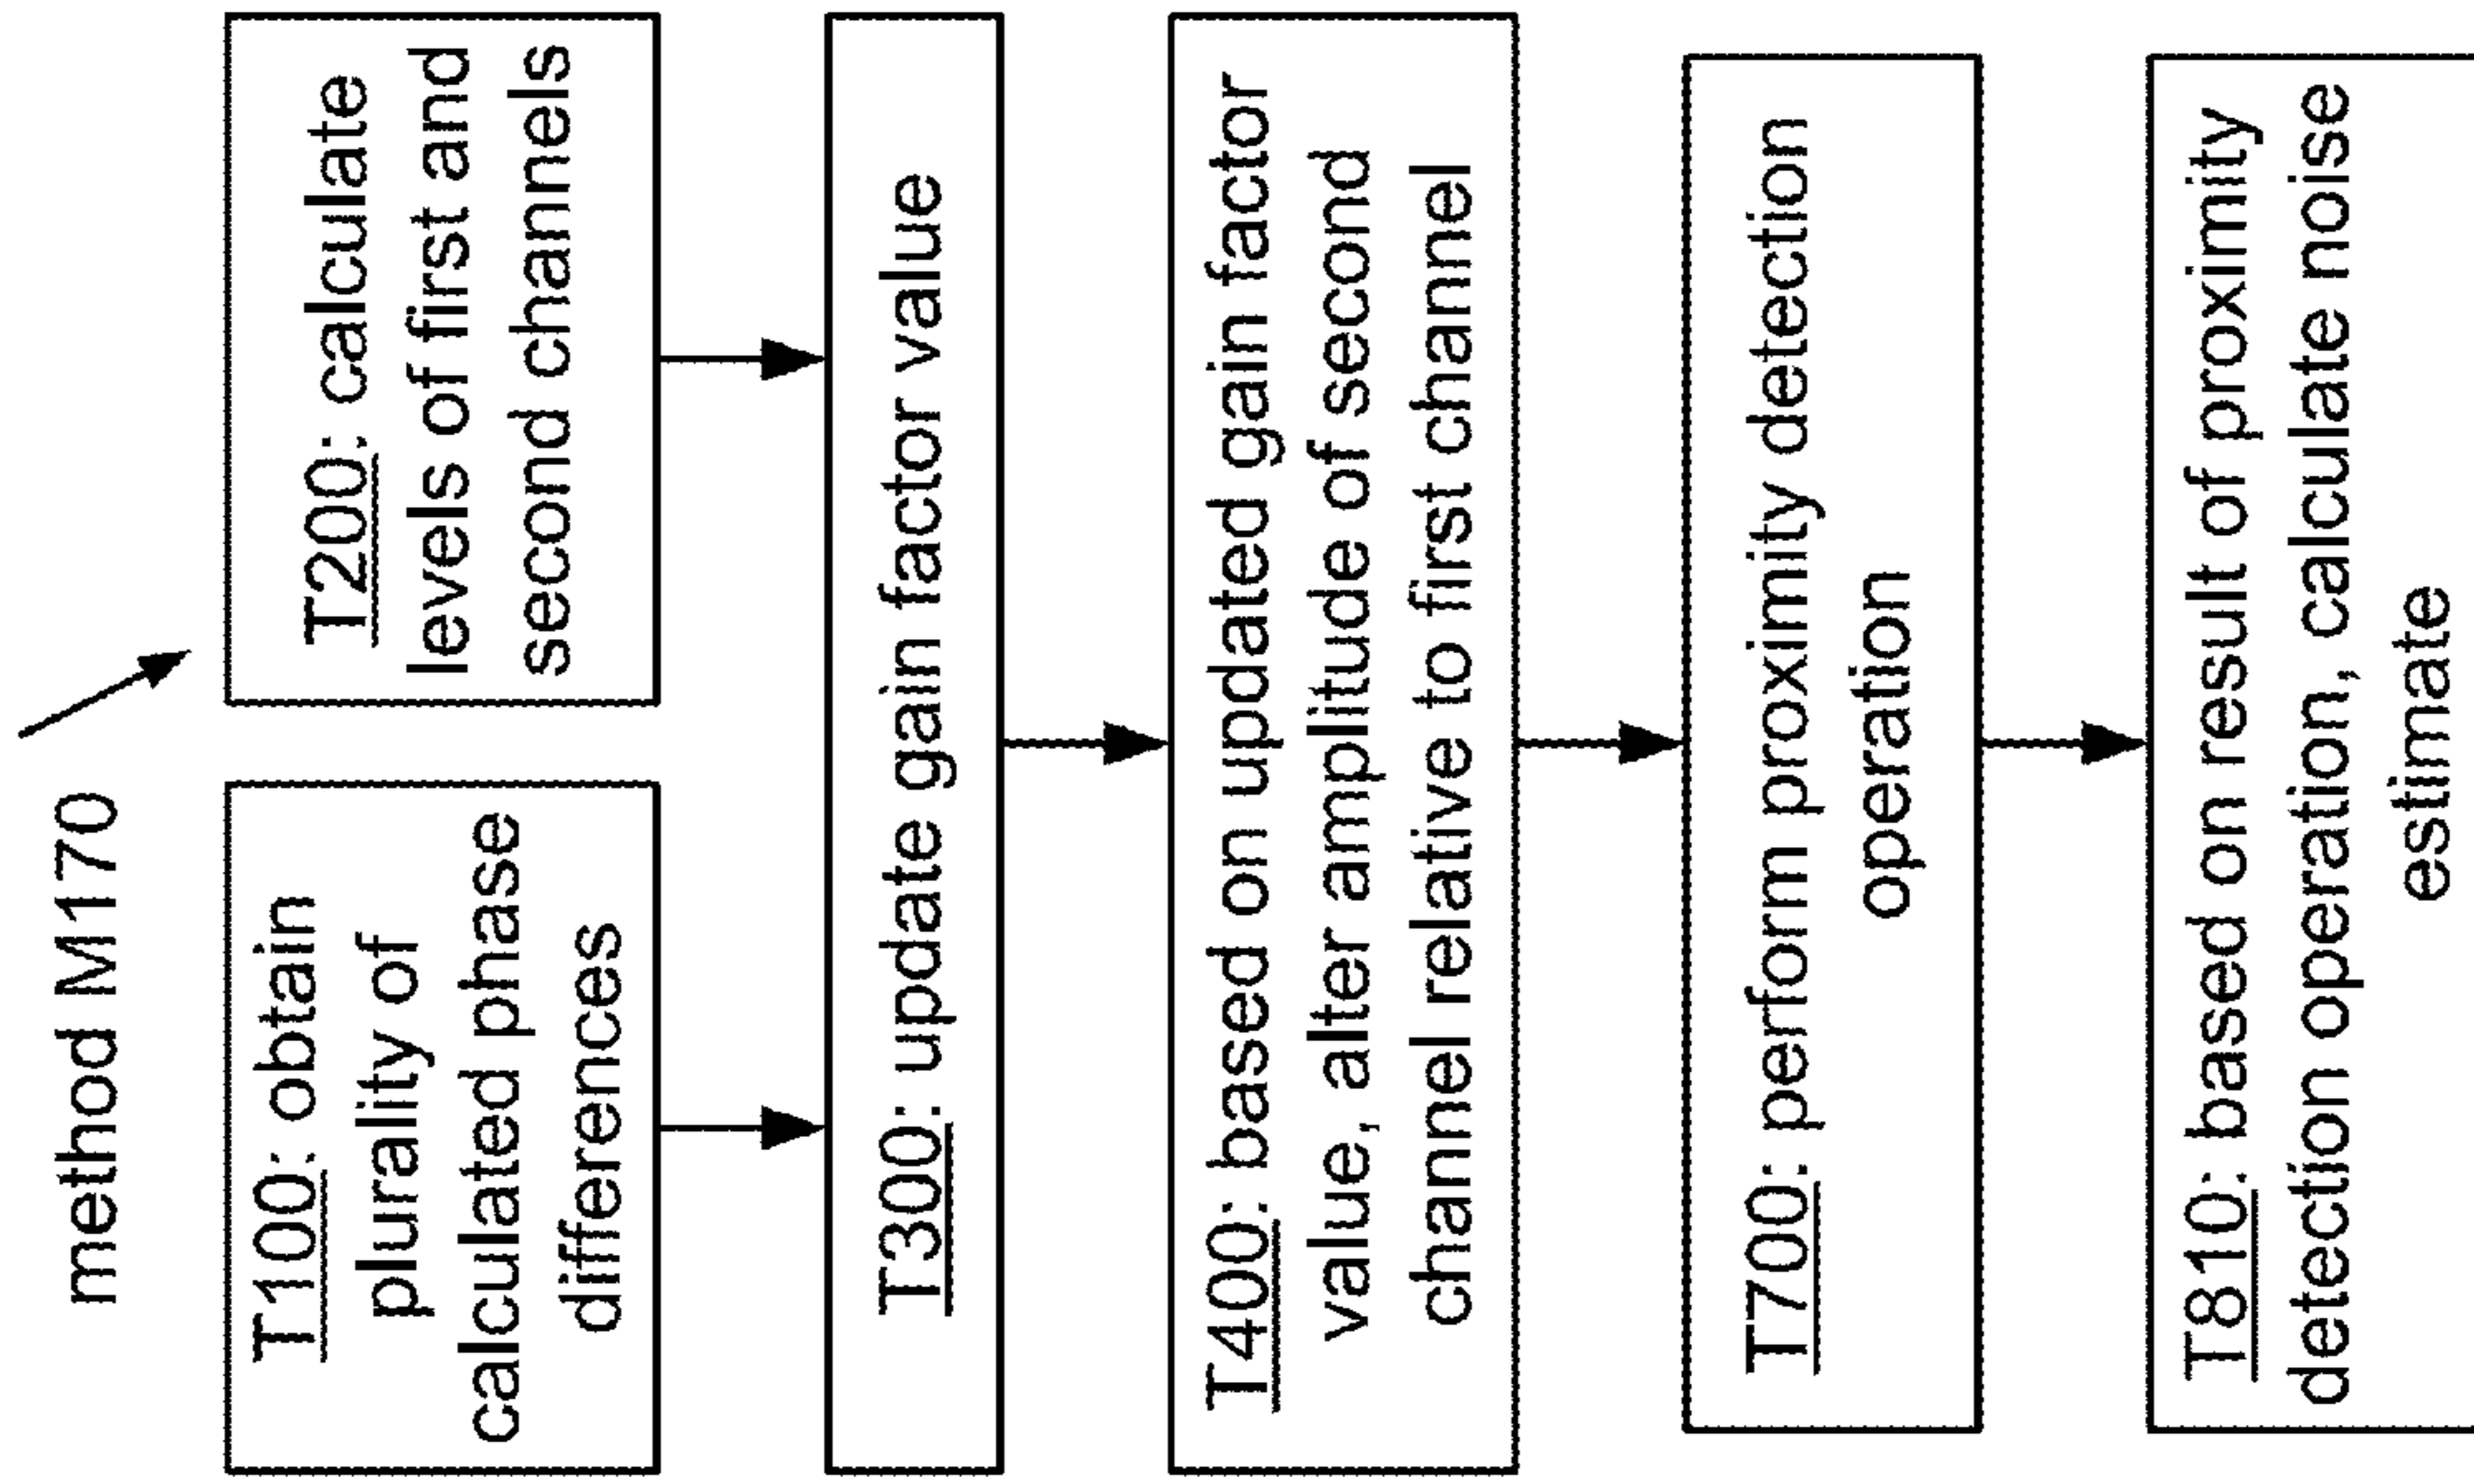 method M170
T100: obtain
plurality of
calculated phase
differences
T200: calculate
levels of first and
second channels
T300: update gain factor value
T400: based on updated gain factor
value, alter amplitude of second
channel relative to first channel
T700: perform proximity detection
operation
T810: based on result of proximity
detection operation, calculate noise
estimate